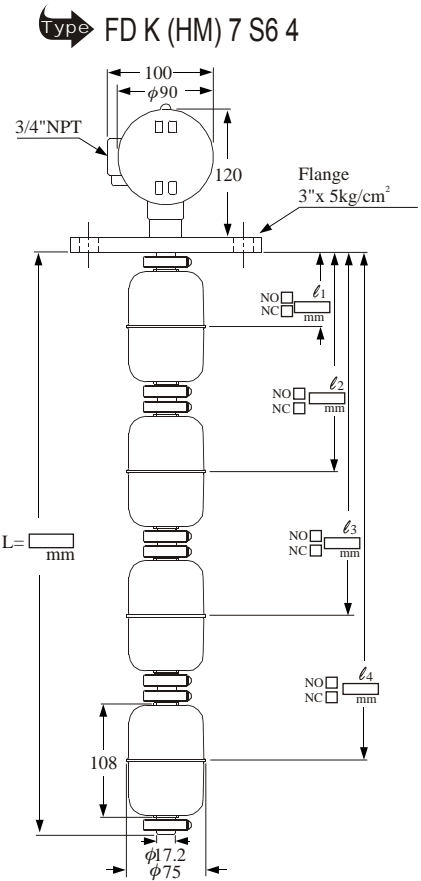 Type FD K (HM) 7 S6 4
100
φ90
3/4"NPT
120
Flange
3"x 5kg/cm²
NO ℓ1
NC mm
NO ℓ2
NC mm
L= mm
NO ℓ3
NC mm
NO ℓ4
NC mm
108
φ17.2
φ75